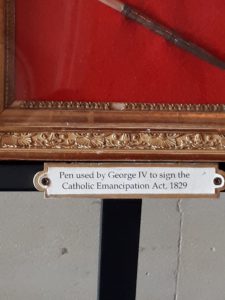 Pen used by George IV to sign the
Catholic Emancipation Act, 1829